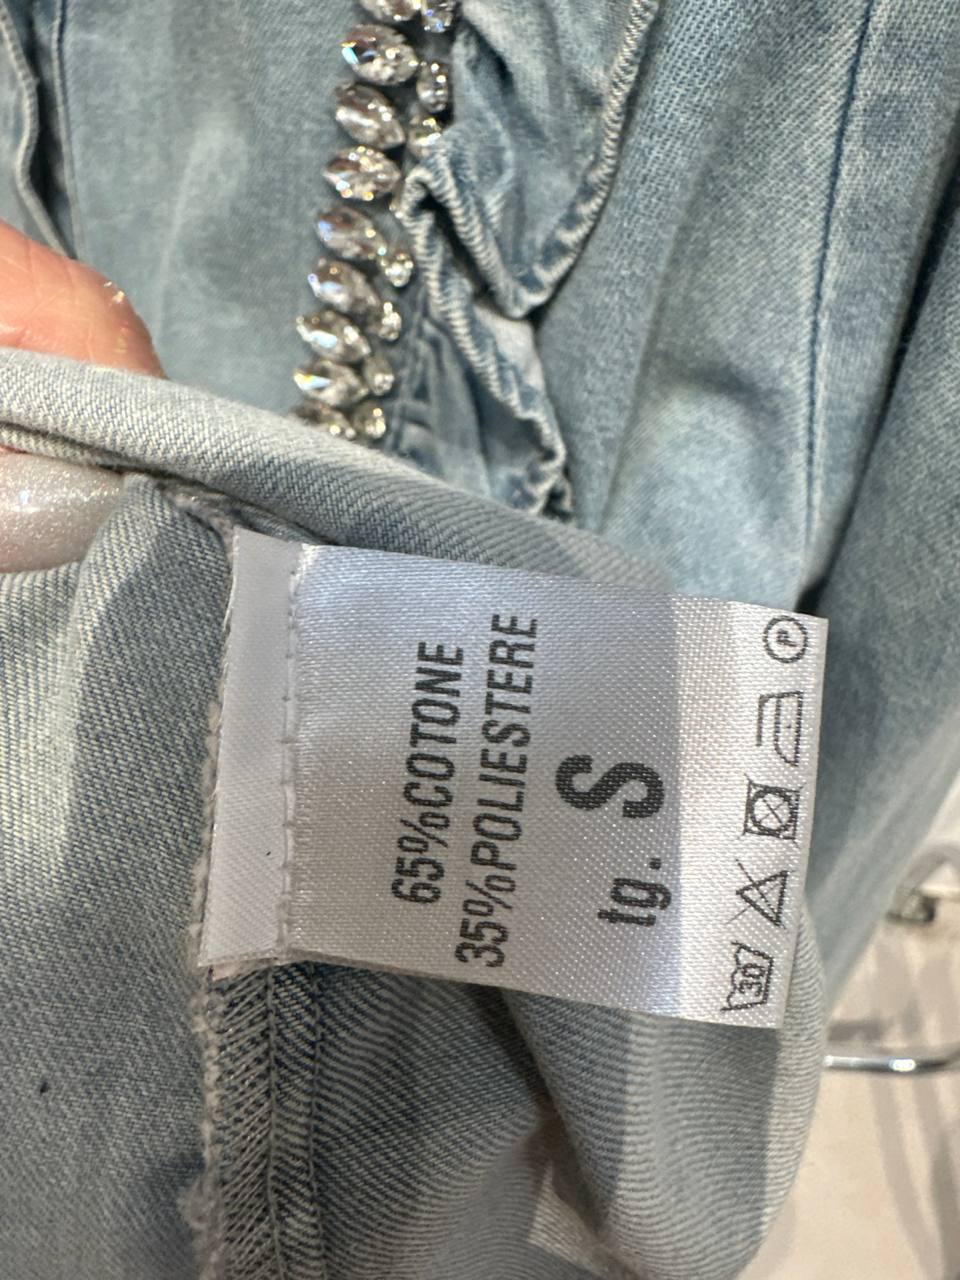 65%COTONE
35%POLIESTERE
tg. S
30 P